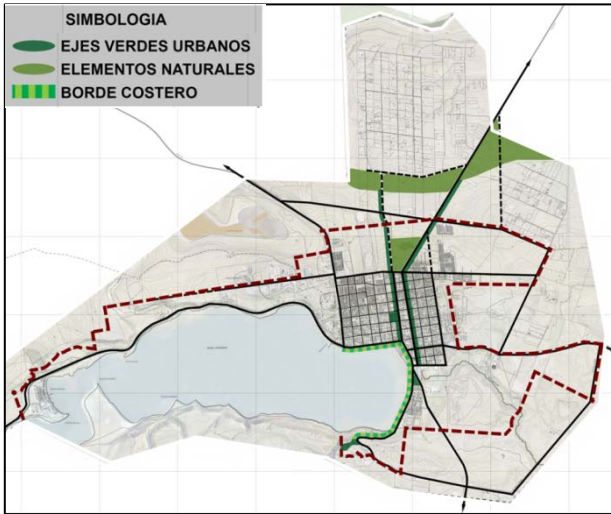 SIMBOLOGIA
EJES VERDES URBANOS
ELEMENTOS NATURALES
BORDE COSTERO